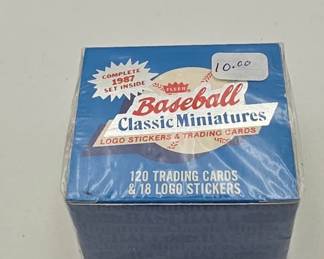 COMPLETE
1987
SET INSIDE
FLEER
10.00
Baseball
Classic Miniatures
LOGO STICKERS & TRADING CARDS
120 TRADING CARDS
& 18 LOGO STICKERS